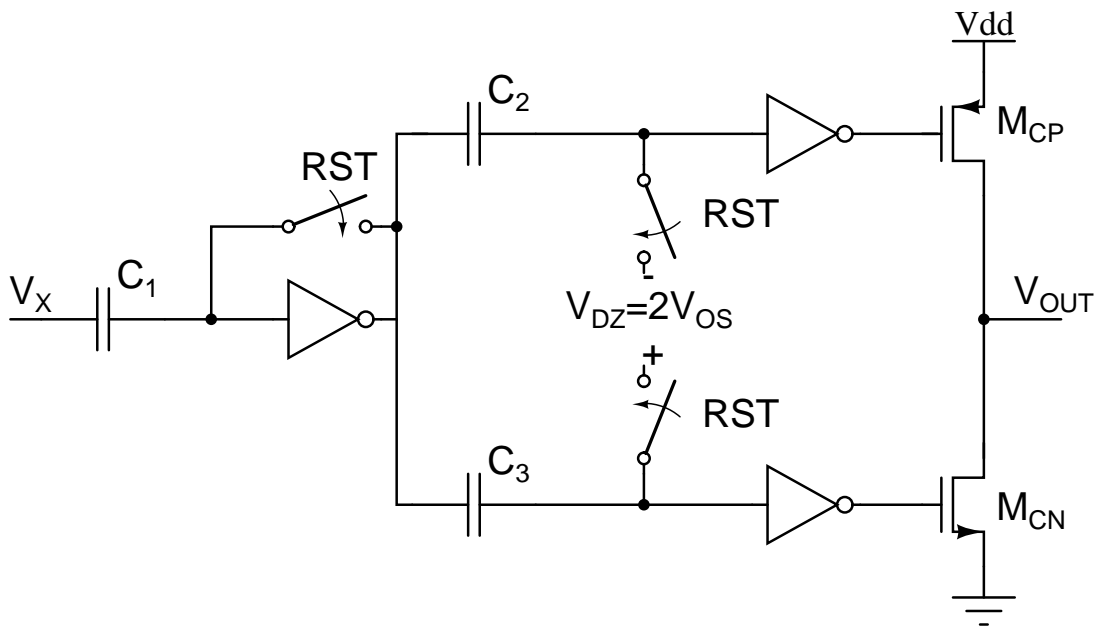 Vdd
C2
MCP
RST
RST
VX
C1
-
VDZ=2VOS
+
VOUT
RST
C3
MCN